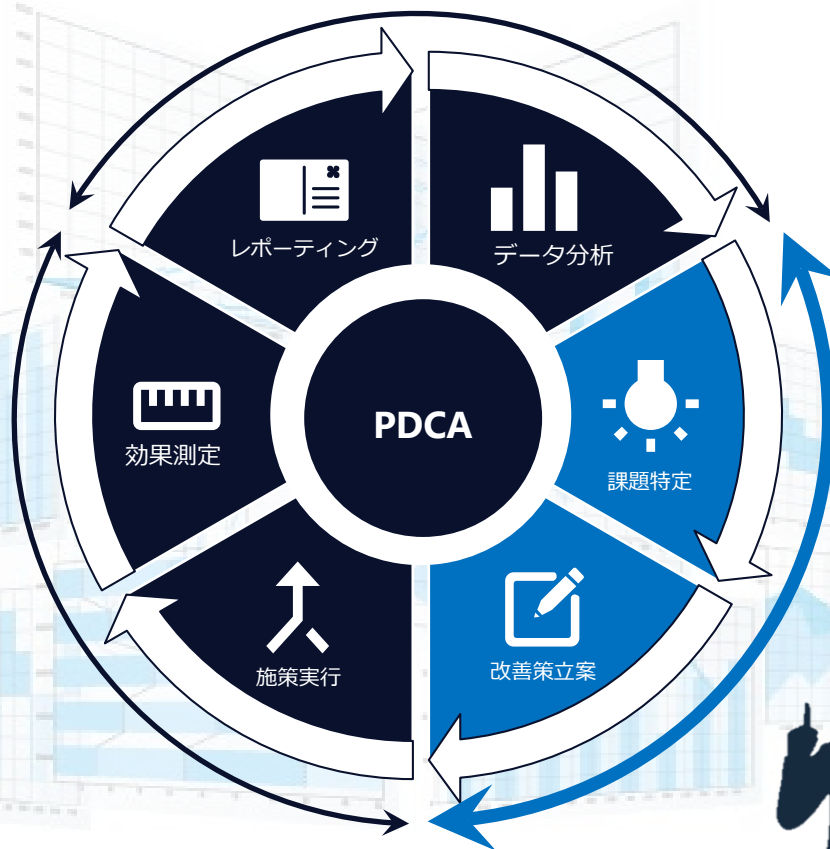 レポーティング
データ分析
効果測定
PDCA
課題特定
施策実行
改善策立案